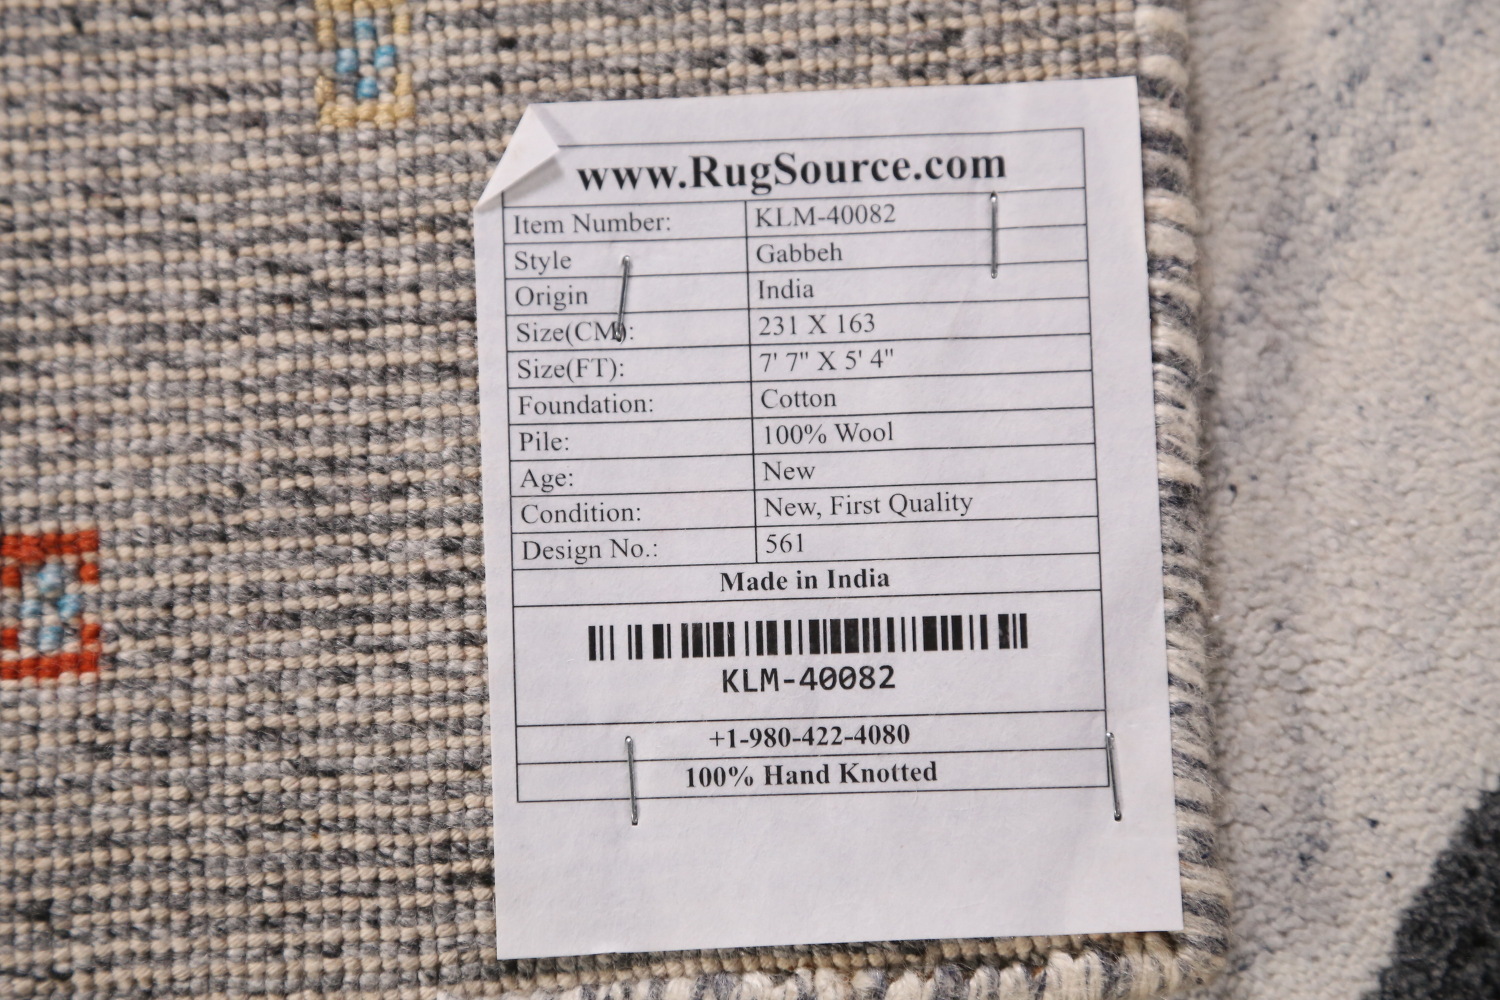 www.RugSource.com
Item Number: KLM-40082
Style Gabbeh
Origin India
Size(CM): 231 X 163
Size(FT): 7' 7" X 5' 4"
Foundation: Cotton
Pile: 100% Wool
Age: New
Condition: New, First Quality
Design No.: 561
Made in India
KLM-40082
+1-980-422-4080
100% Hand Knotted